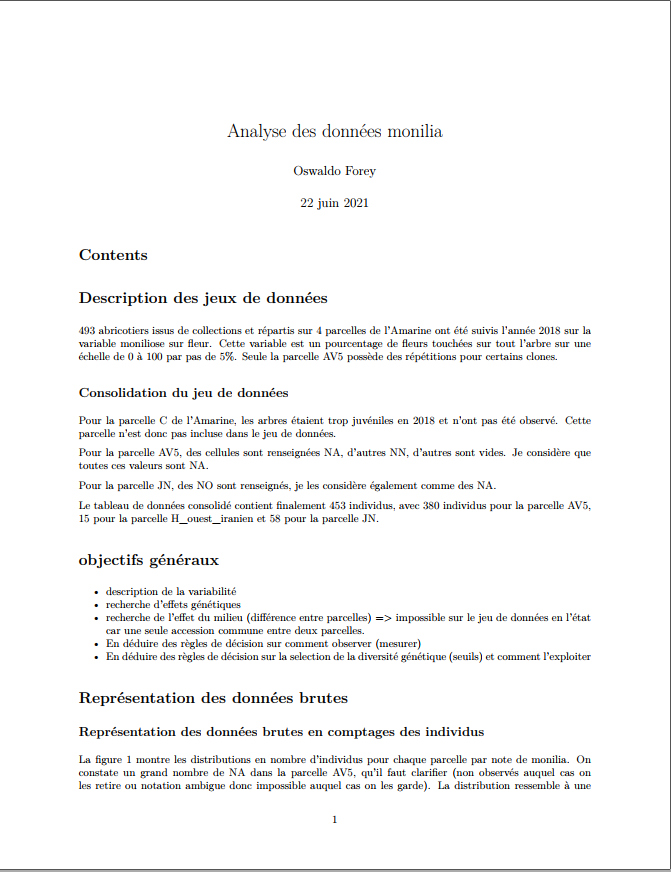 Analyse des données monilia
Oswaldo Forey
22 juin 2021
Contents
Description des jeux de données
493 abricotiers issus de collections et répartis sur 4 parcelles de l'Amarine ont été suivis l'année 2018 sur la
variable moniliose sur fleur. Cette variable est un pourcentage de fleurs touchées sur tout l'arbre sur une
échelle de 0 à 100 par pas de 5%. Seule la parcelle AV5 possède des répétitions pour certains clones.
Consolidation du jeu de données
Pour la parcelle C de l'Amarine, les arbres étaient trop juvéniles en 2018 et n'ont pas été observé. Cette
parcelle n'est donc pas incluse dans le jeu de données.
Pour la parcelle AV5, des cellules sont renseignées NA, d'autres NN, d'autres sont vides. Je considère que
toutes ces valeurs sont NA.
Pour la parcelle JN, des NO sont renseignés, je les considère également comme des NA.
Le tableau de données consolidé contient finalement 453 individus, avec 380 individus pour la parcelle AV5,
15 pour la parcelle H_ouest_iranien et 58 pour la parcelle JN.
objectifs généraux
• description de la variabilité
• recherche d'effets génétiques
• recherche de l'effet du milieu (différence entre parcelles) => impossible sur le jeu de données en l'état
car une seule accession commune entre deux parcelles.
• En déduire des règles de décision sur comment observer (mesurer)
• En déduire des règles de décision sur la selection de la diversité génétique (seuils) et comment l'exploiter
Représentation des données brutes
Représentation des données brutes en comptages des individus
La figure 1 montre les distributions en nombre d'individus pour chaque parcelle par note de monilia. On
constate un grand nombre de NA dans la parcelle AV5, qu'il faut clarifier (non observés auquel cas on
les retire ou notation ambigue donc impossible auquel cas on les garde). La distribution ressemble à une
1